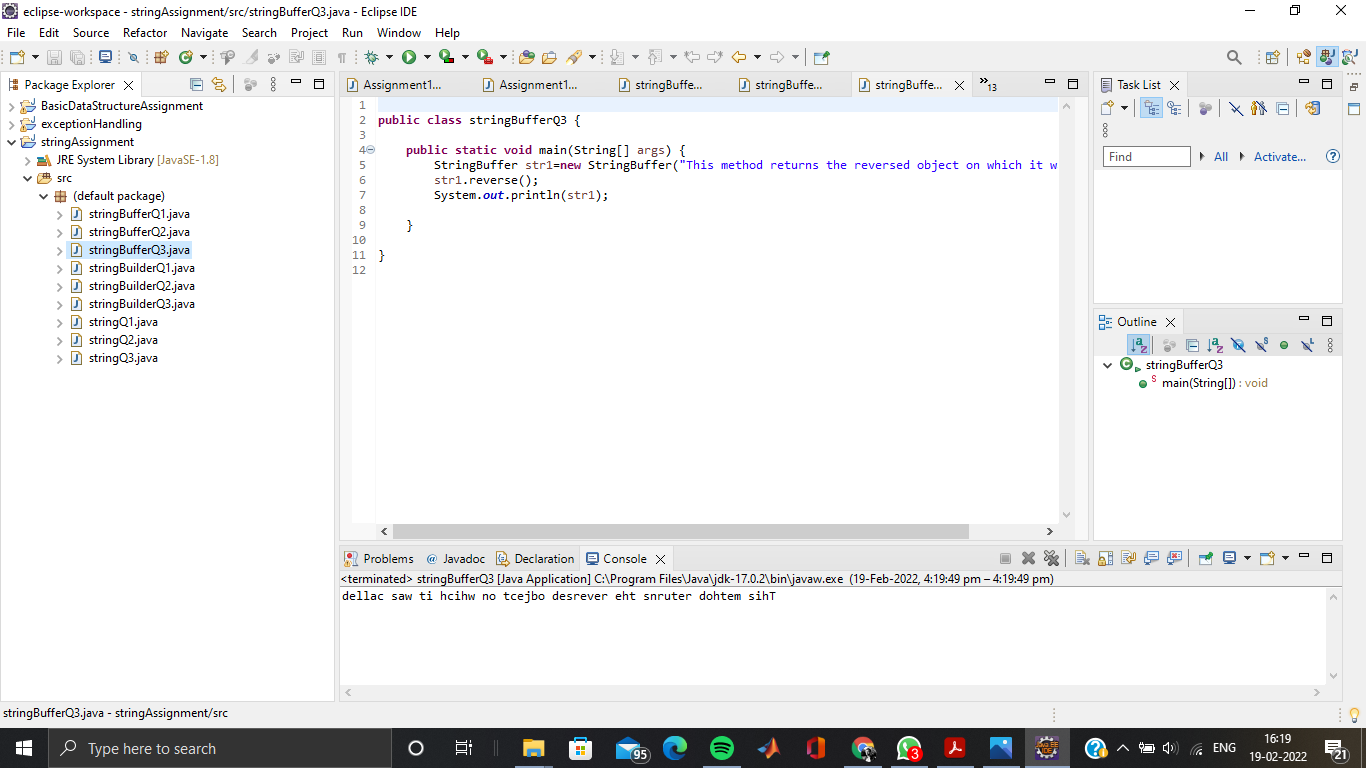 eclipse-workspace - stringAssignment/src/stringBufferQ3.java - Eclipse IDE
File Edit Source Refactor Navigate Search Project Run Window Help
Package Explorer
BasicDataStructureAssignment
exceptionHandling
stringAssignment
JRE System Library [JavaSE-1.8]
src
(default package)
stringBufferQ1.java
stringBufferQ2.java
stringBufferQ3.java
stringBuilderQ1.java
stringBuilderQ2.java
stringBuilderQ3.java
stringQ1.java
stringQ2.java
stringQ3.java
Assignment1... Assignment1... stringBuffe... stringBuffe... stringBuffe... »13
1
2 public class stringBufferQ3 {
3
4 public static void main(String[] args) {
5 StringBuffer str1=new StringBuffer("This method returns the reversed object on which it w
6 str1.reverse();
7 System.out.println(str1);
8
9 }
10
11 }
12
Task List
Find All Activate...
Outline
stringBufferQ3
main(String[]) : void
Problems @ Javadoc Declaration Console
<terminated> stringBufferQ3 [Java Application] C:\Program Files\Java\jdk-17.0.2\bin\javaw.exe (19-Feb-2022, 4:19:49 pm – 4:19:49 pm)
dellac saw ti hcihw no tcejbo desrever eht snruter dohtem sihT
stringBufferQ3.java - stringAssignment/src
Type here to search
95
3
JAVA EE
IDE
ENG
16:19
19-02-2022
21